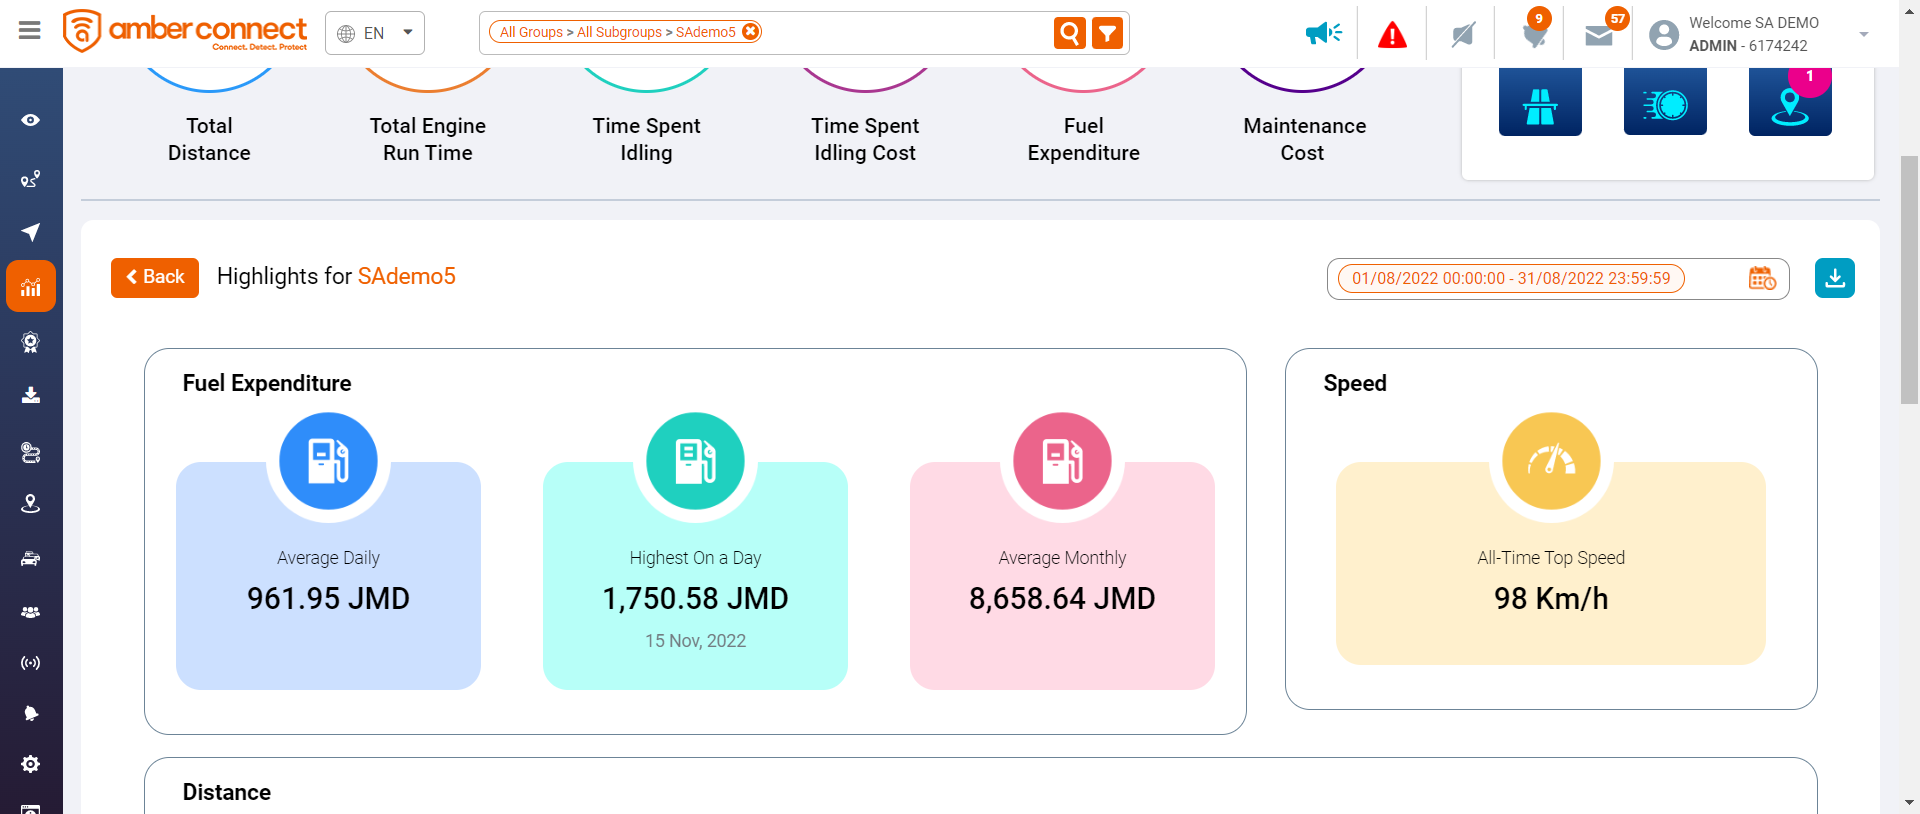 amber connect
Connect. Detect. Protect
EN
All Groups > All Subgroups > SAdemo5
9
57
Welcome SA DEMO
ADMIN - 6174242
1
Total
Distance
Total Engine
Run Time
Time Spent
Idling
Time Spent
Idling Cost
Fuel
Expenditure
Maintenance
Cost
Back
Highlights for SAdemo5
01/08/2022 00:00:00 - 31/08/2022 23:59:59
Fuel Expenditure
Average Daily
961.95 JMD
Highest On a Day
1,750.58 JMD
15 Nov, 2022
Average Monthly
8,658.64 JMD
Speed
All-Time Top Speed
98 Km/h
Distance